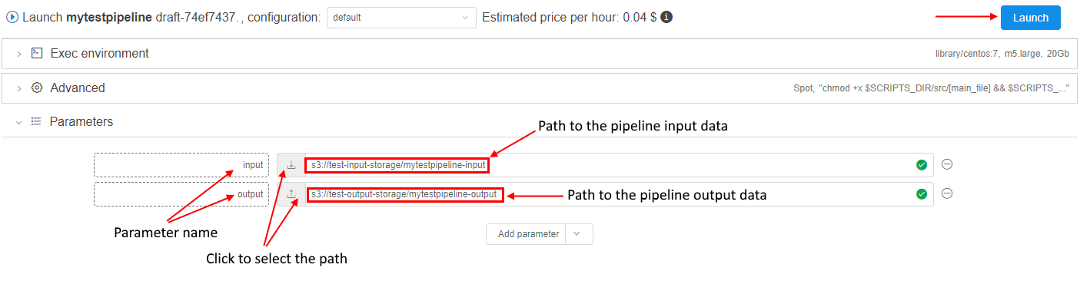 Launch mytestpipeline draft-74ef7437. , configuration: default Estimated price per hour: 0.04 $ Launch
Exec environment library/centos:7, m5.large, 20Gb
Advanced Spot, "chmod +x $SCRIPTS_DIR/src/[main_file] && $SCRIPTS_..."
Parameters
Path to the pipeline input data
input s3://test-input-storage/mytestpipeline-input
output s3://test-output-storage/mytestpipeline-output
Path to the pipeline output data
Parameter name
Add parameter
Click to select the path